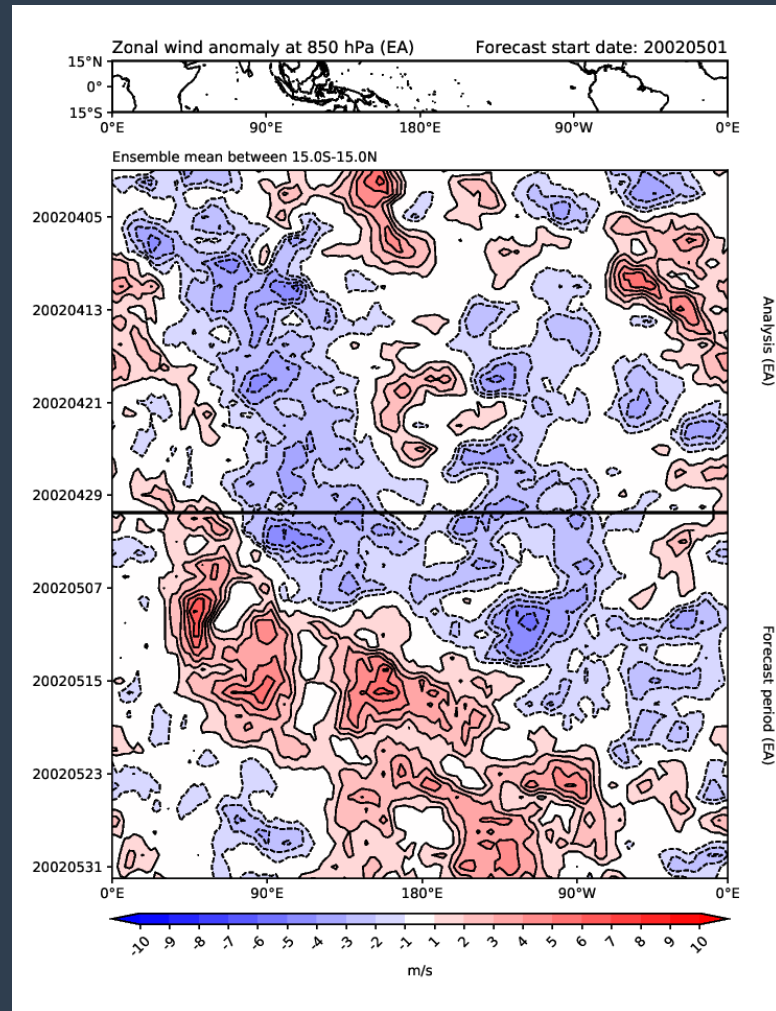 Zonal wind anomaly at 850 hPa (EA) Forecast start date: 20020501
15°N
0°
15°S
0°E 90°E 180°E 90°W 0°E
Ensemble mean between 15.0S-15.0N
20020405
20020413
20020421
20020429
20020507
20020515
20020523
20020531
Analysis (EA)
Forecast period (EA)
0°E 90°E 180°E 90°W 0°E
-10 -9 -8 -7 -6 -5 -4 -3 -2 -1 1 2 3 4 5 6 7 8 9 10
m/s